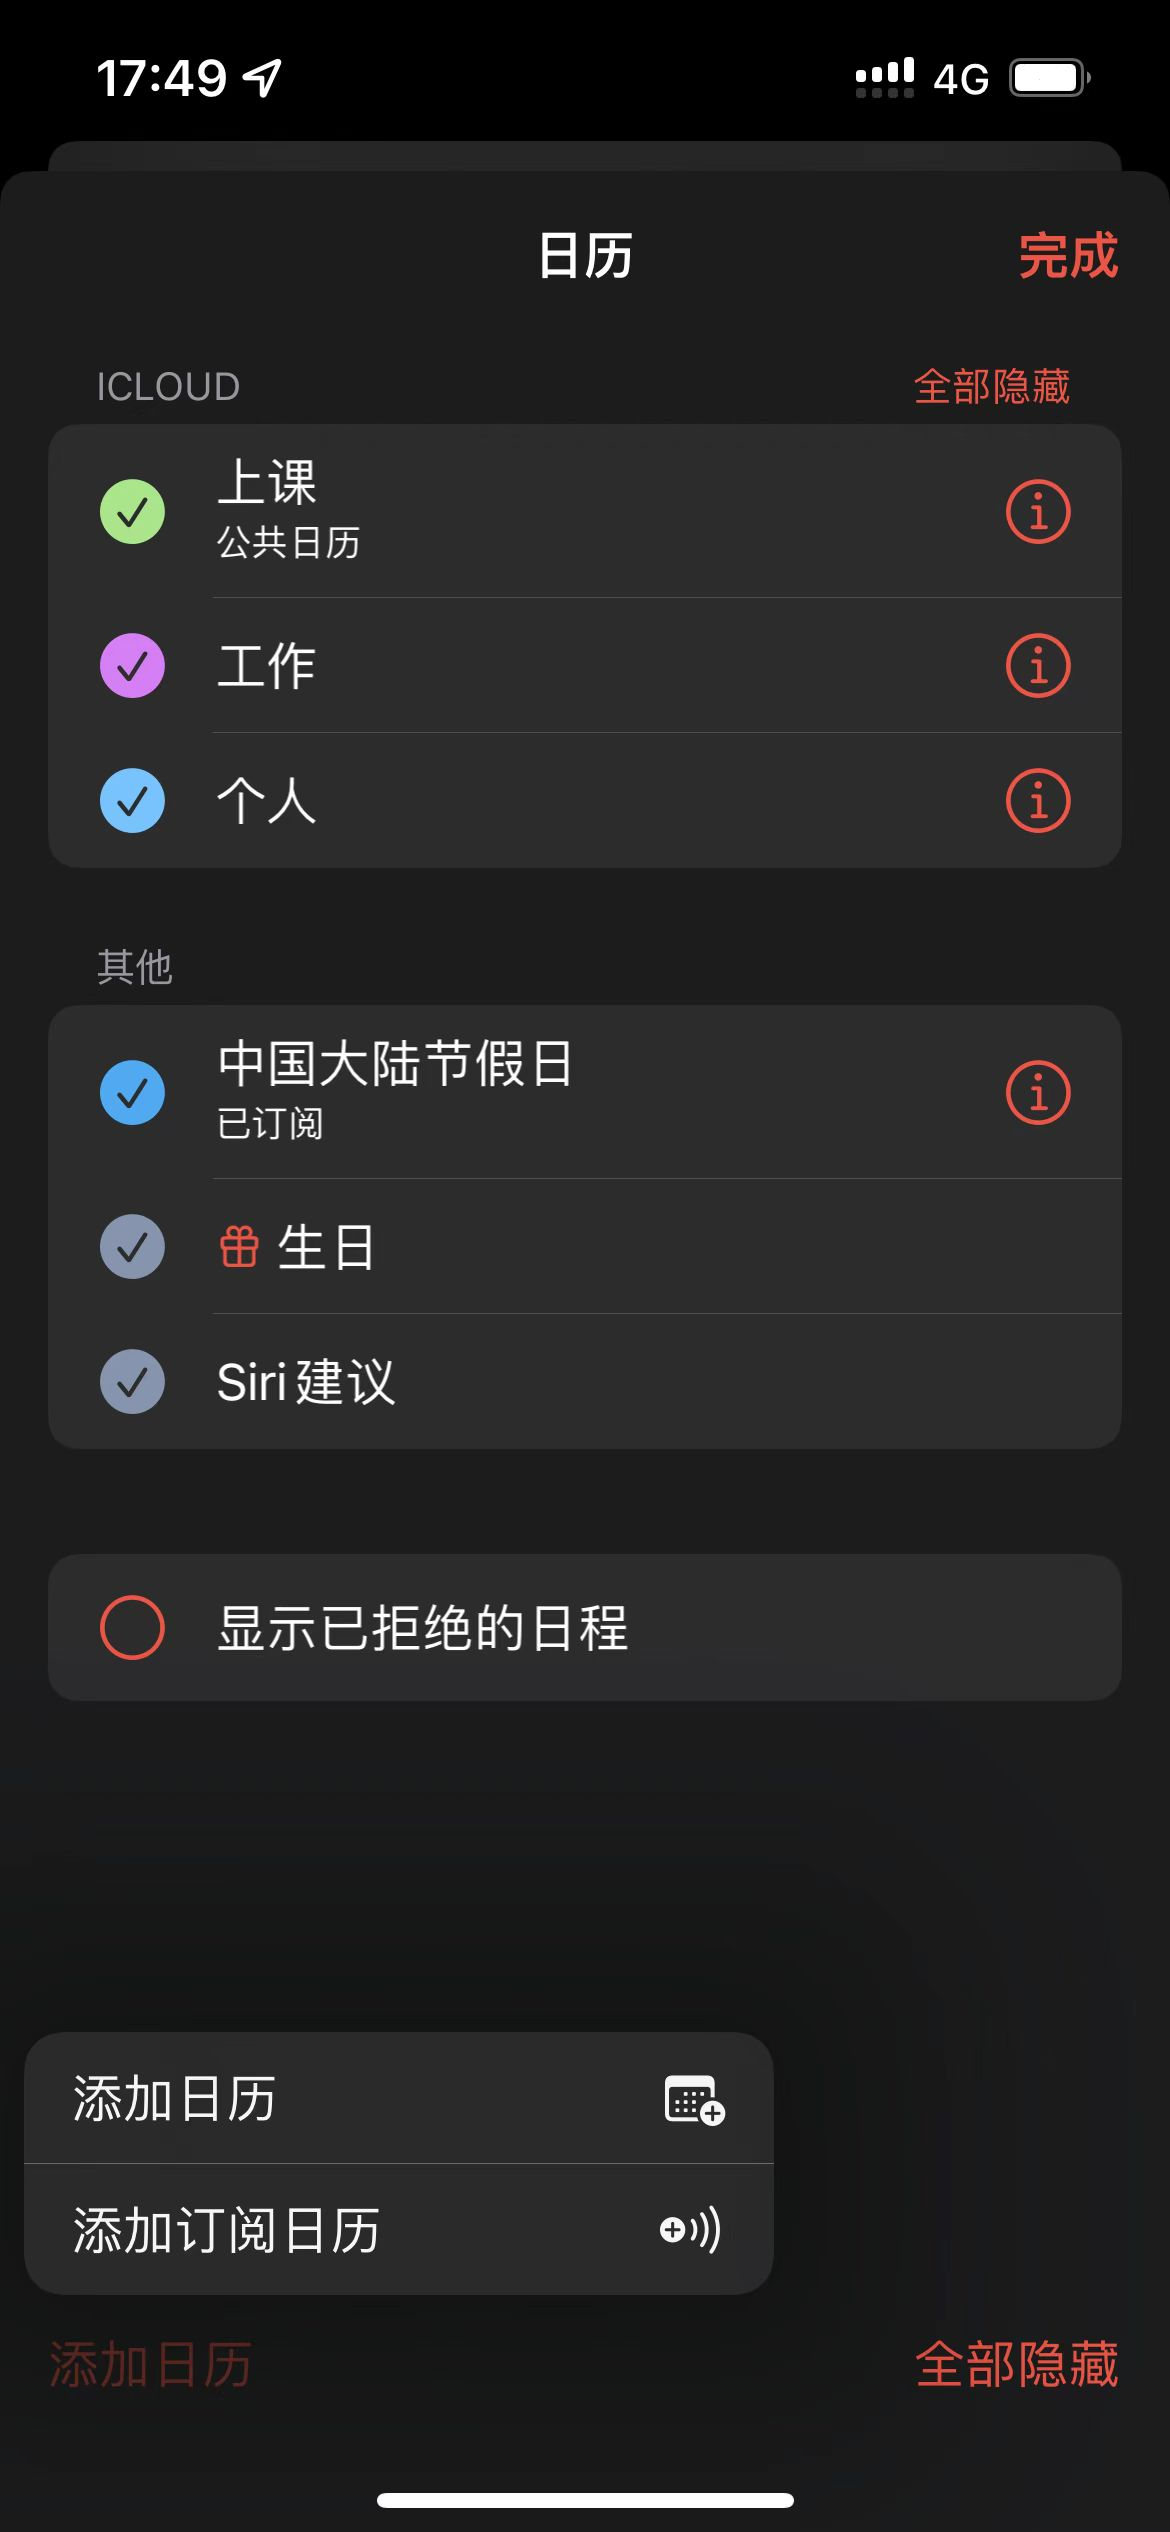 17:49
4G
日历
完成
ICLOUD
全部隐藏
上课
公共日历
工作
个人
其他
中国大陆节假日
已订阅
生日
Siri 建议
显示已拒绝的日程
添加日历
添加订阅日历
添加日历
全部隐藏